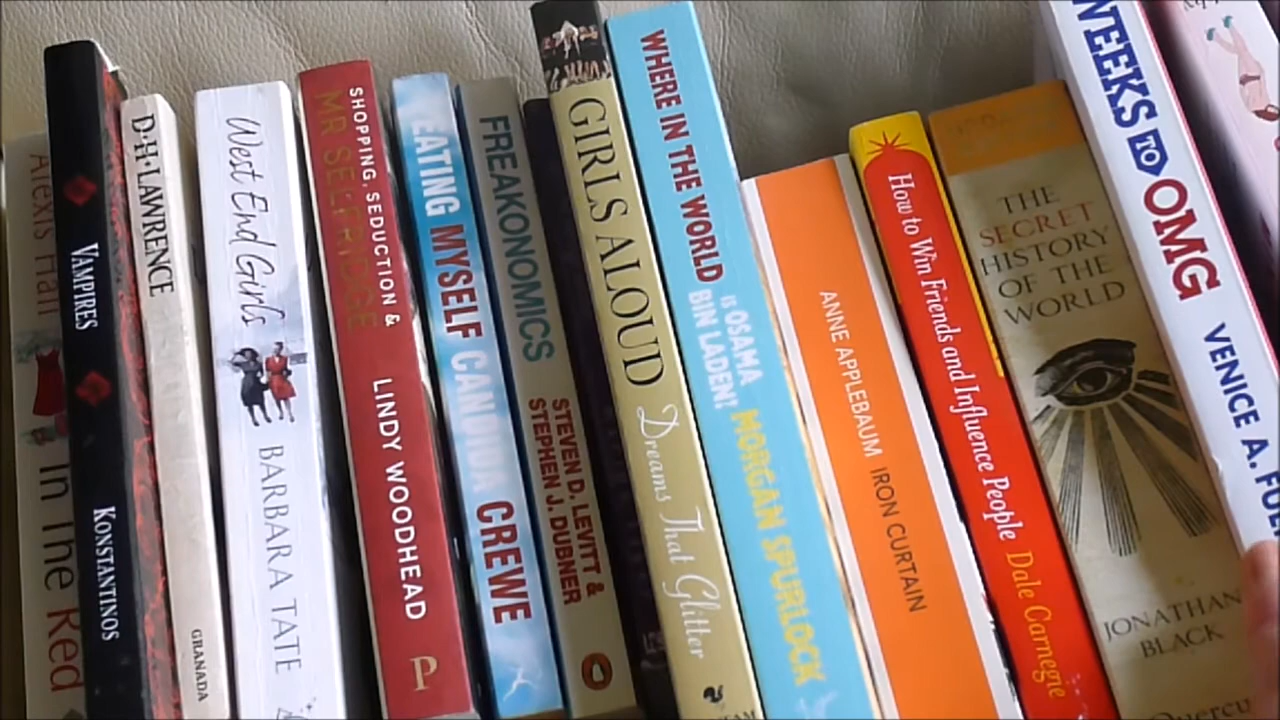 Alexis Hall
In The Red
VAMPIRES
KONSTANTINOS
D·H·LAWRENCE
GRANADA
West End Girls
BARBARA TATE
SHOPPING, SEDUCTION &
MR SELFRIDGE
LINDY WOODHEAD
P
EATING MYSELF CANDIDA CREWE
FREAKONOMICS
STEVEN D. LEVITT &
STEPHEN J. DUBNER
GIRLS ALOUD
Dreams That Glitter
WHERE IN THE WORLD
IS OSAMA
BIN LADEN?
MORGAN SPURLOCK
ANNE APPLEBAUM IRON CURTAIN
How to Win Friends and Influence People Dale Carnegie
THE
SECRET
HISTORY
OF THE
WORLD
JONATHAN
BLACK
Quercu
WEEKS TO OMG
VENICE A. FUL